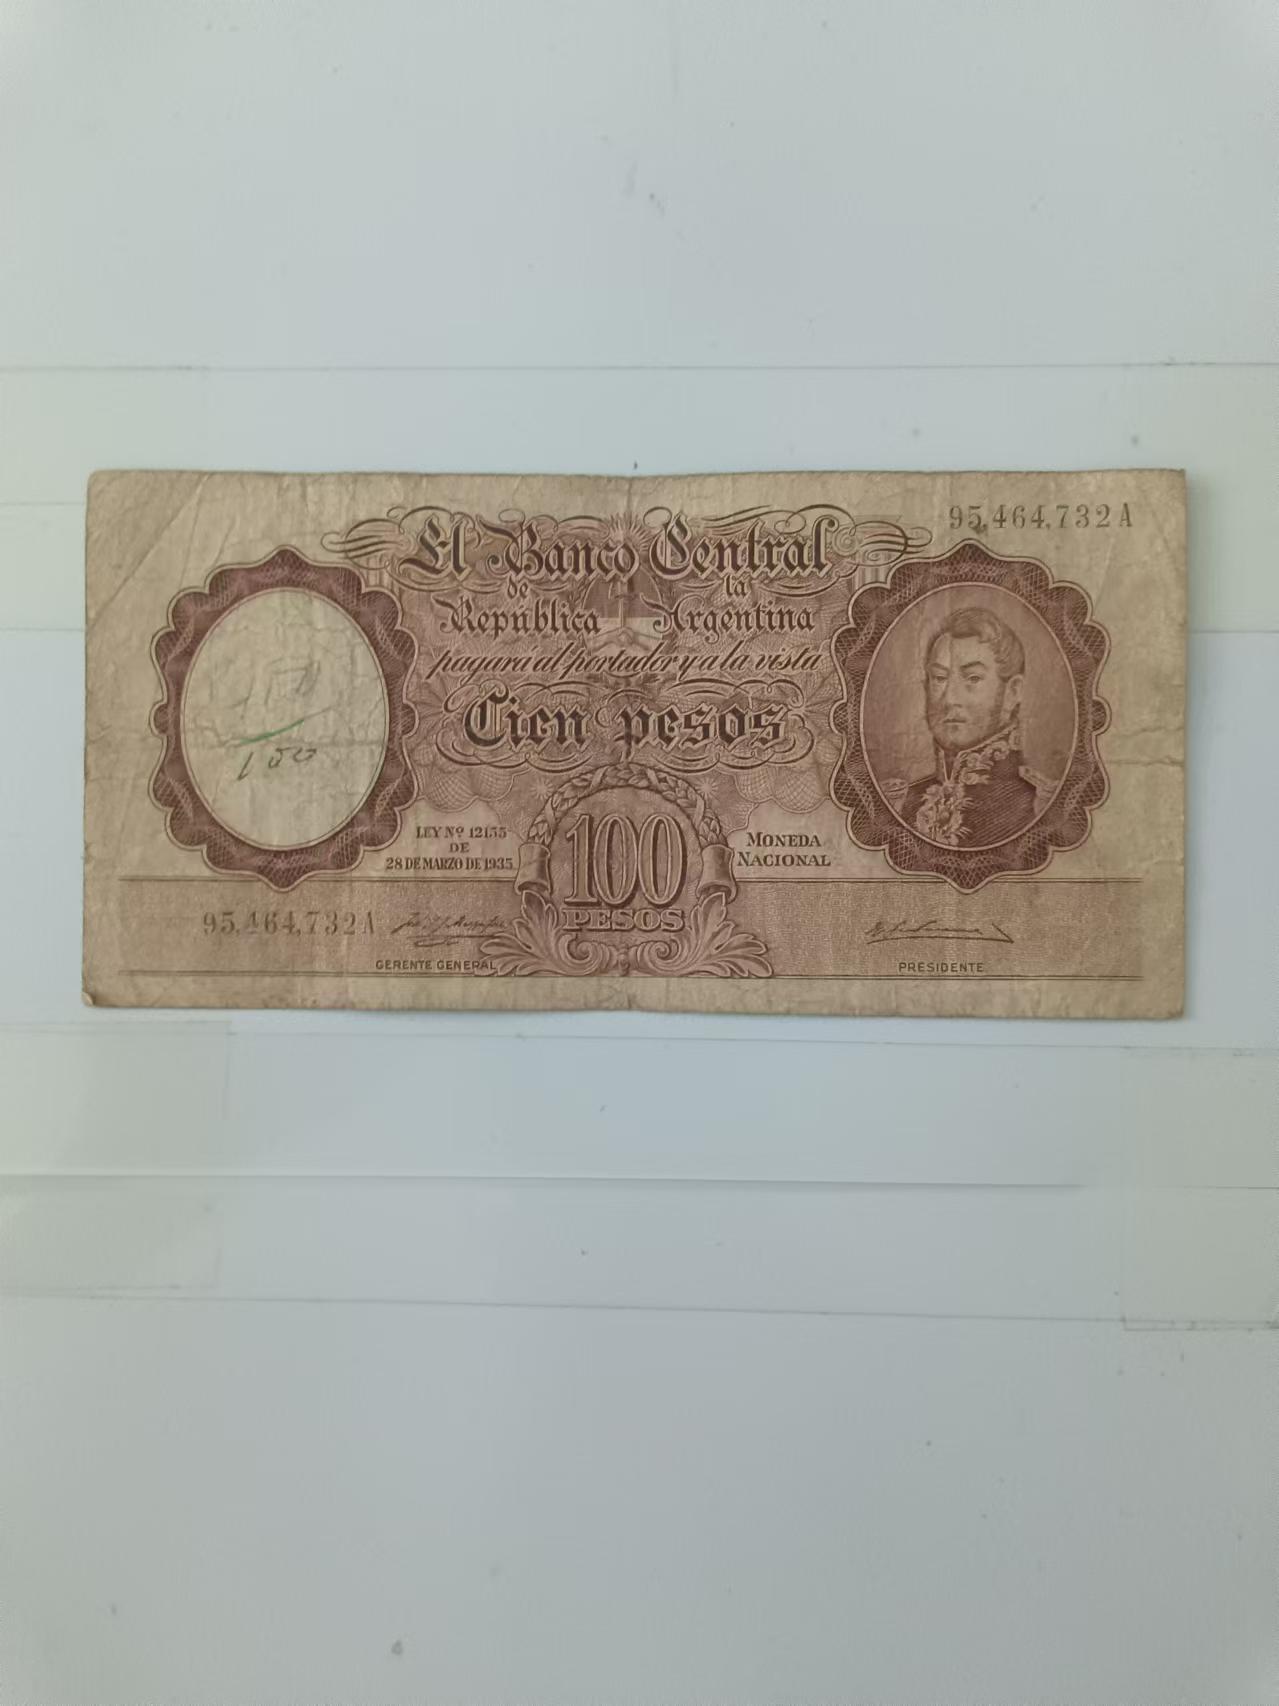 95,464,732A
El Banco Central
de la
República Argentina
pagará al portador y a la vista
Cien pesos
100
LEY Nº 12155
DE
28 DE MARZO DE 1935
100
PESOS
MONEDA
NACIONAL
95,464,732A
GERENTE GENERAL
PRESIDENTE